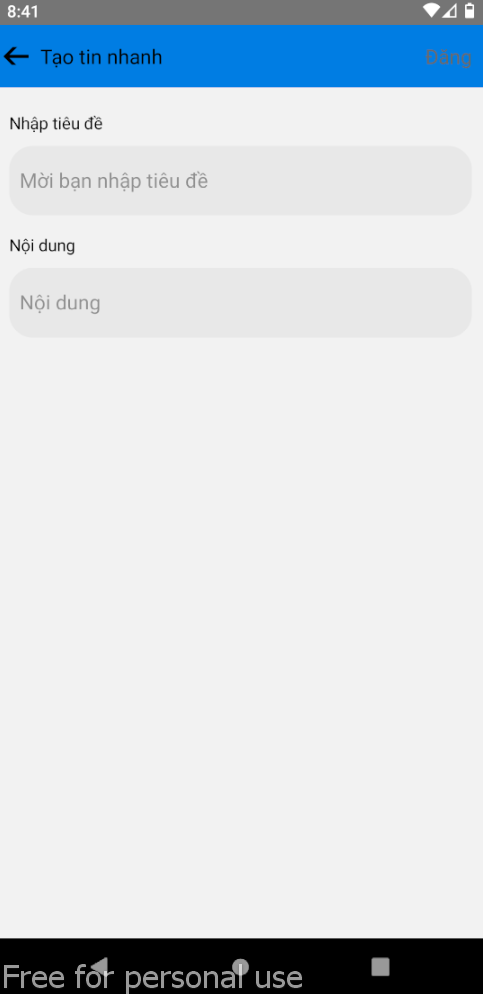 8:41
Tạo tin nhanh
Đăng
Nhập tiêu đề
Mời bạn nhập tiêu đề
Nội dung
Nội dung
Free for personal use